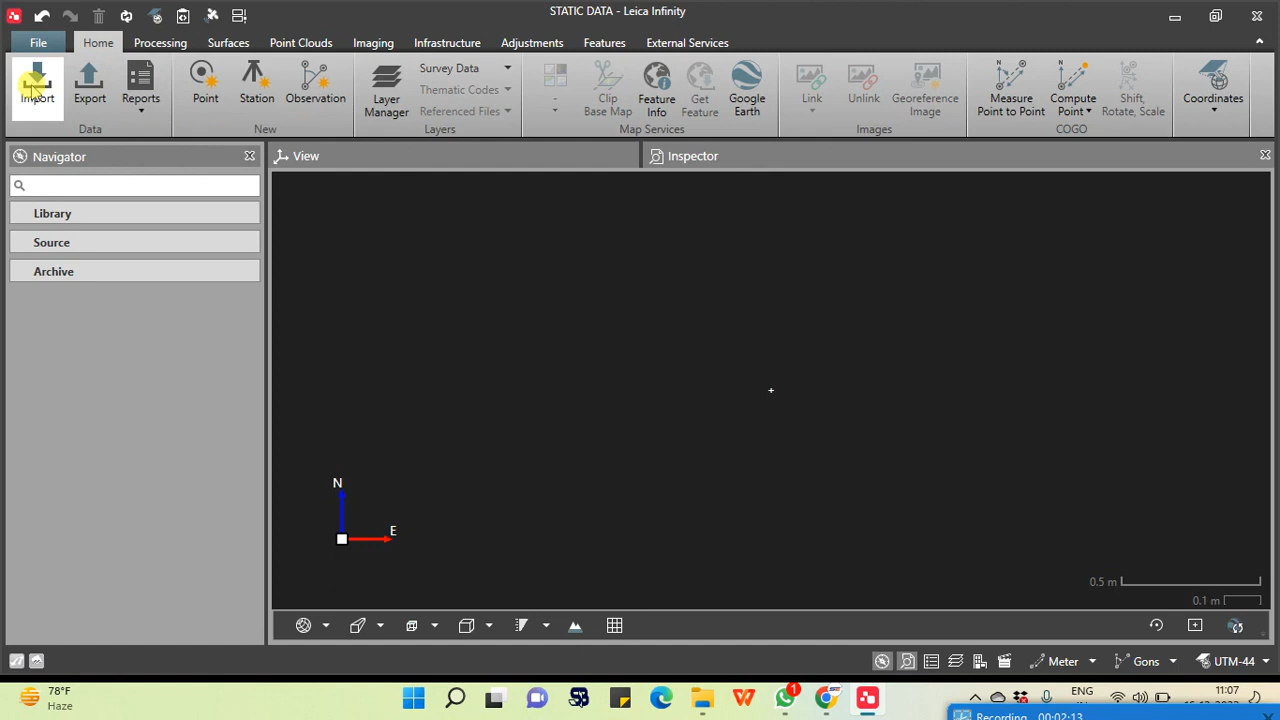 STATIC DATA - Leica Infinity
File Home Processing Surfaces Point Clouds Imaging Infrastructure Adjustments Features External Services
Import Export Reports
Data
Point Station Observation
New
Layer Manager
Survey Data
Thematic Codes
Referenced Files
Layers
-
Clip Base Map
Feature Info
Get Feature
Google Earth
Map Services
Link Unlink
Georeference Image
Images
Measure Point to Point
Compute Point
Shift, Rotate, Scale
COGO
Coordinates
Navigator
View
Inspector
Library
Source
Archive
N
E
0.5 m
0.1 m
Meter Gons UTM-44
78°F
Haze
1
ENG
11:07
Recording 00:02:13